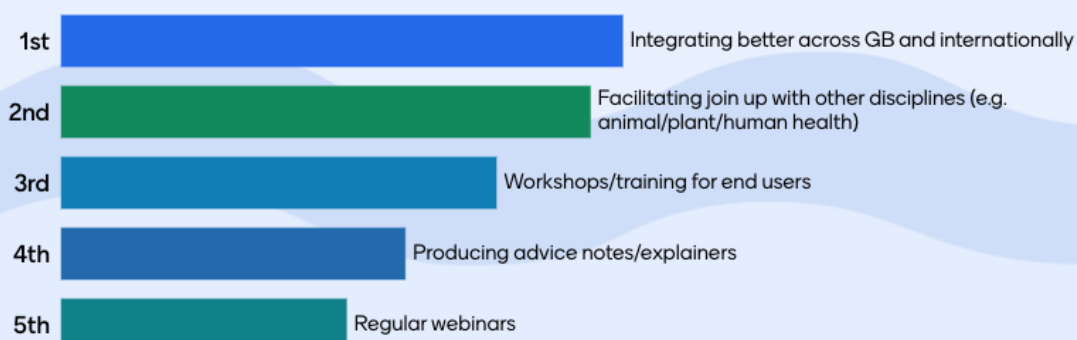 1st
Integrating better across GB and internationally
2nd
Facilitating join up with other disciplines (e.g.
animal/plant/human health)
3rd
Workshops/training for end users
4th
Producing advice notes/explainers
5th
Regular webinars